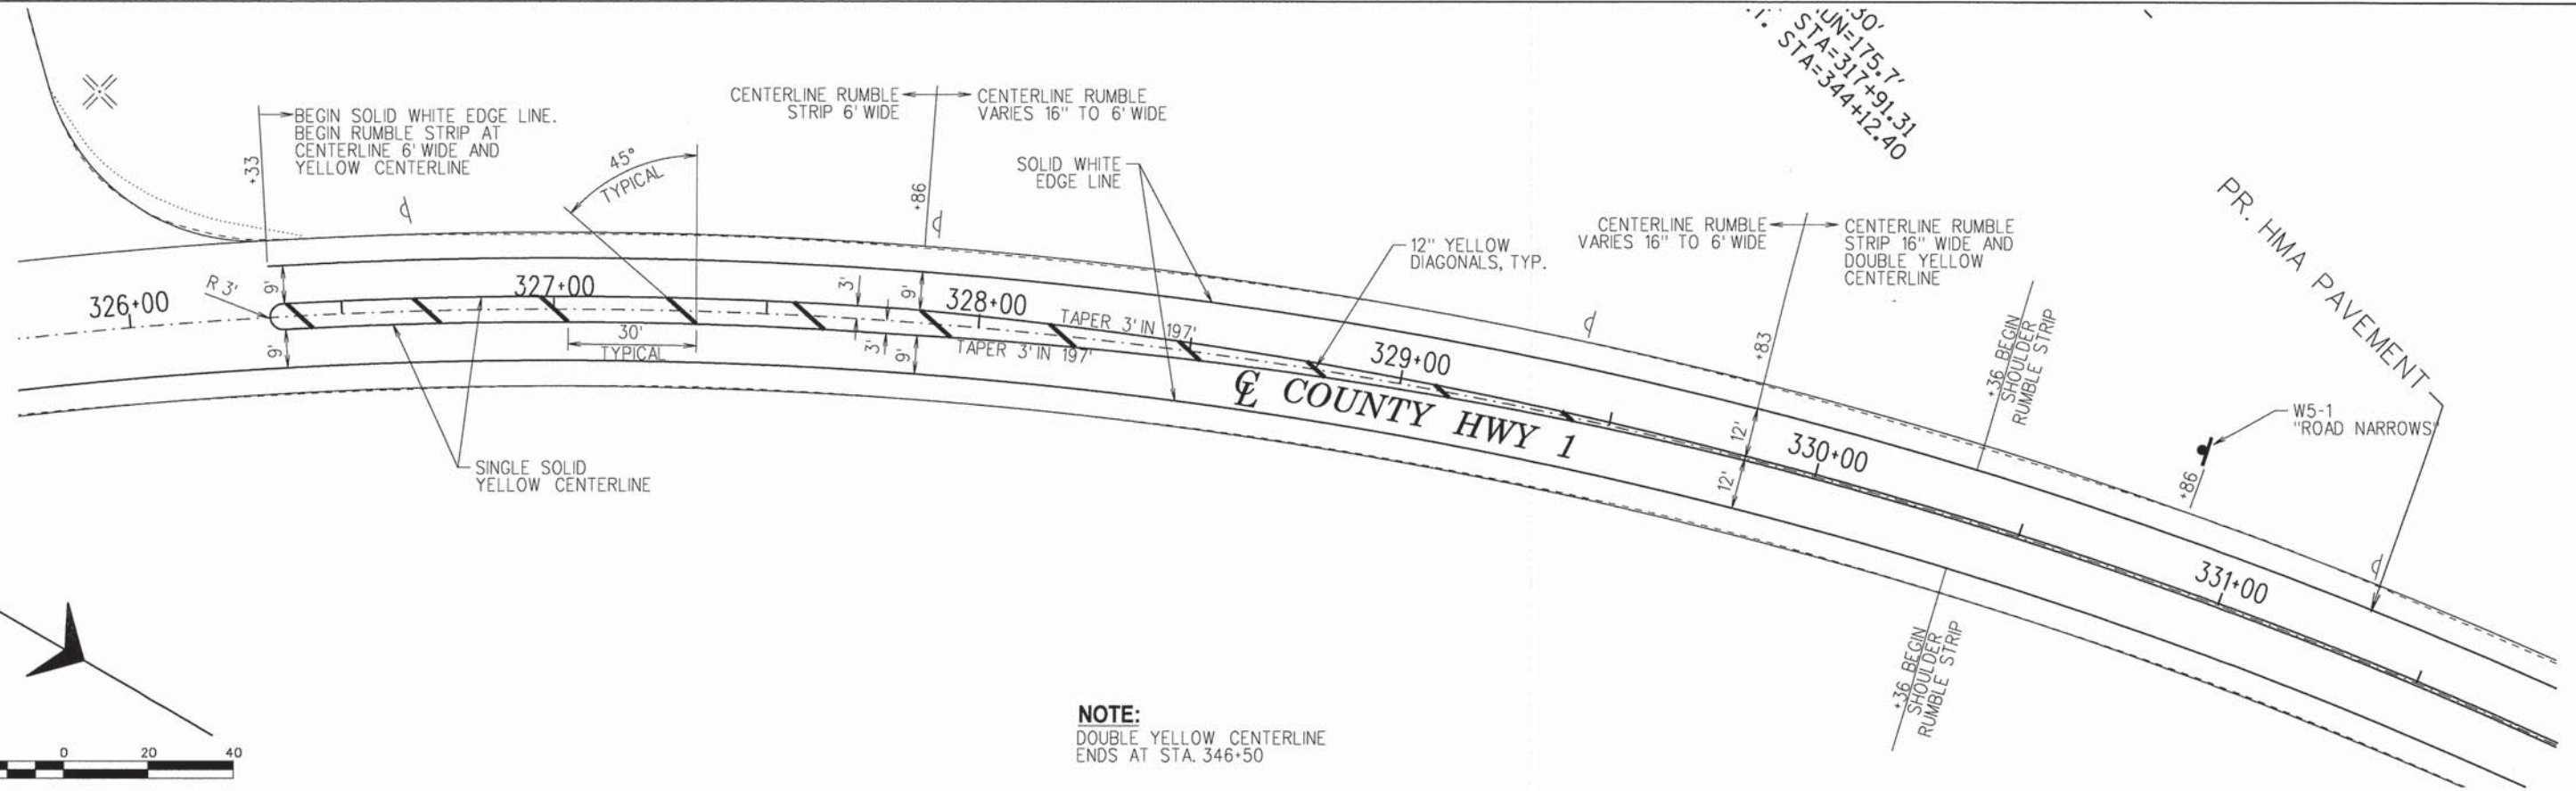 .30'
UN=175.7'
STA=317+91.31
T. STA=344+12.40
BEGIN SOLID WHITE EDGE LINE.
BEGIN RUMBLE STRIP AT
CENTERLINE 6' WIDE AND
YELLOW CENTERLINE
+33
45°
TYPICAL
CENTERLINE RUMBLE
STRIP 6' WIDE
CENTERLINE RUMBLE
VARIES 16" TO 6' WIDE
+86
SOLID WHITE
EDGE LINE
12" YELLOW
DIAGONALS, TYP.
CENTERLINE RUMBLE
VARIES 16" TO 6' WIDE
CENTERLINE RUMBLE
STRIP 16" WIDE AND
DOUBLE YELLOW
CENTERLINE
+83
+36 BEGIN
SHOULDER
RUMBLE STRIP
PR. HMA PAVEMENT
W5-1
"ROAD NARROWS"
+86
326+00
R 3'
9'
9'
327+00
30'
TYPICAL
3'
3'
9'
9'
328+00
TAPER 3' IN 197'
TAPER 3' IN 197'
329+00
℄ COUNTY HWY 1
12'
12'
330+00
331+00
SINGLE SOLID
YELLOW CENTERLINE
+36 BEGIN
SHOULDER
RUMBLE STRIP
NOTE:
DOUBLE YELLOW CENTERLINE
ENDS AT STA. 346+50
0 20 40